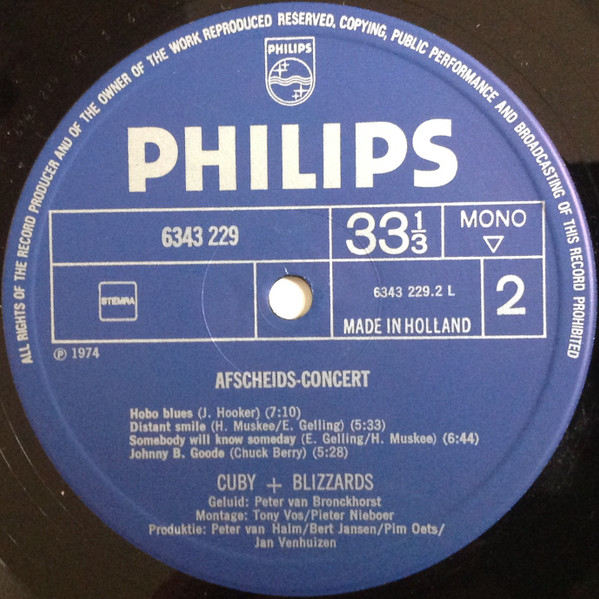 ALL RIGHTS OF THE RECORD PRODUCER AND OF THE OWNER OF THE WORK REPRODUCED RESERVED. COPYING, PUBLIC PERFORMANCE AND BROADCASTING OF THIS RECORD PROHIBITED
PHILIPS
PHILIPS
6343 229
33 1/3
MONO
▽
STEMRA
6343 229.2 L
2
MADE IN HOLLAND
℗ 1974
AFSCHEIDS-CONCERT
Hobo blues (J. Hooker) (7:10)
Distant smile (H. Muskee/E. Gelling) (5:33)
Somebody will know someday (E. Gelling/H. Muskee) (6:44)
Johnny B. Goode (Chuck Berry) (5:28)
CUBY + BLIZZARDS
Geluid: Peter van Bronckhorst
Montage: Tony Vos/Pieter Nieboer
Produktie: Peter van Halm/Bert Jansen/Pim Oets/
Jan Venhuizen